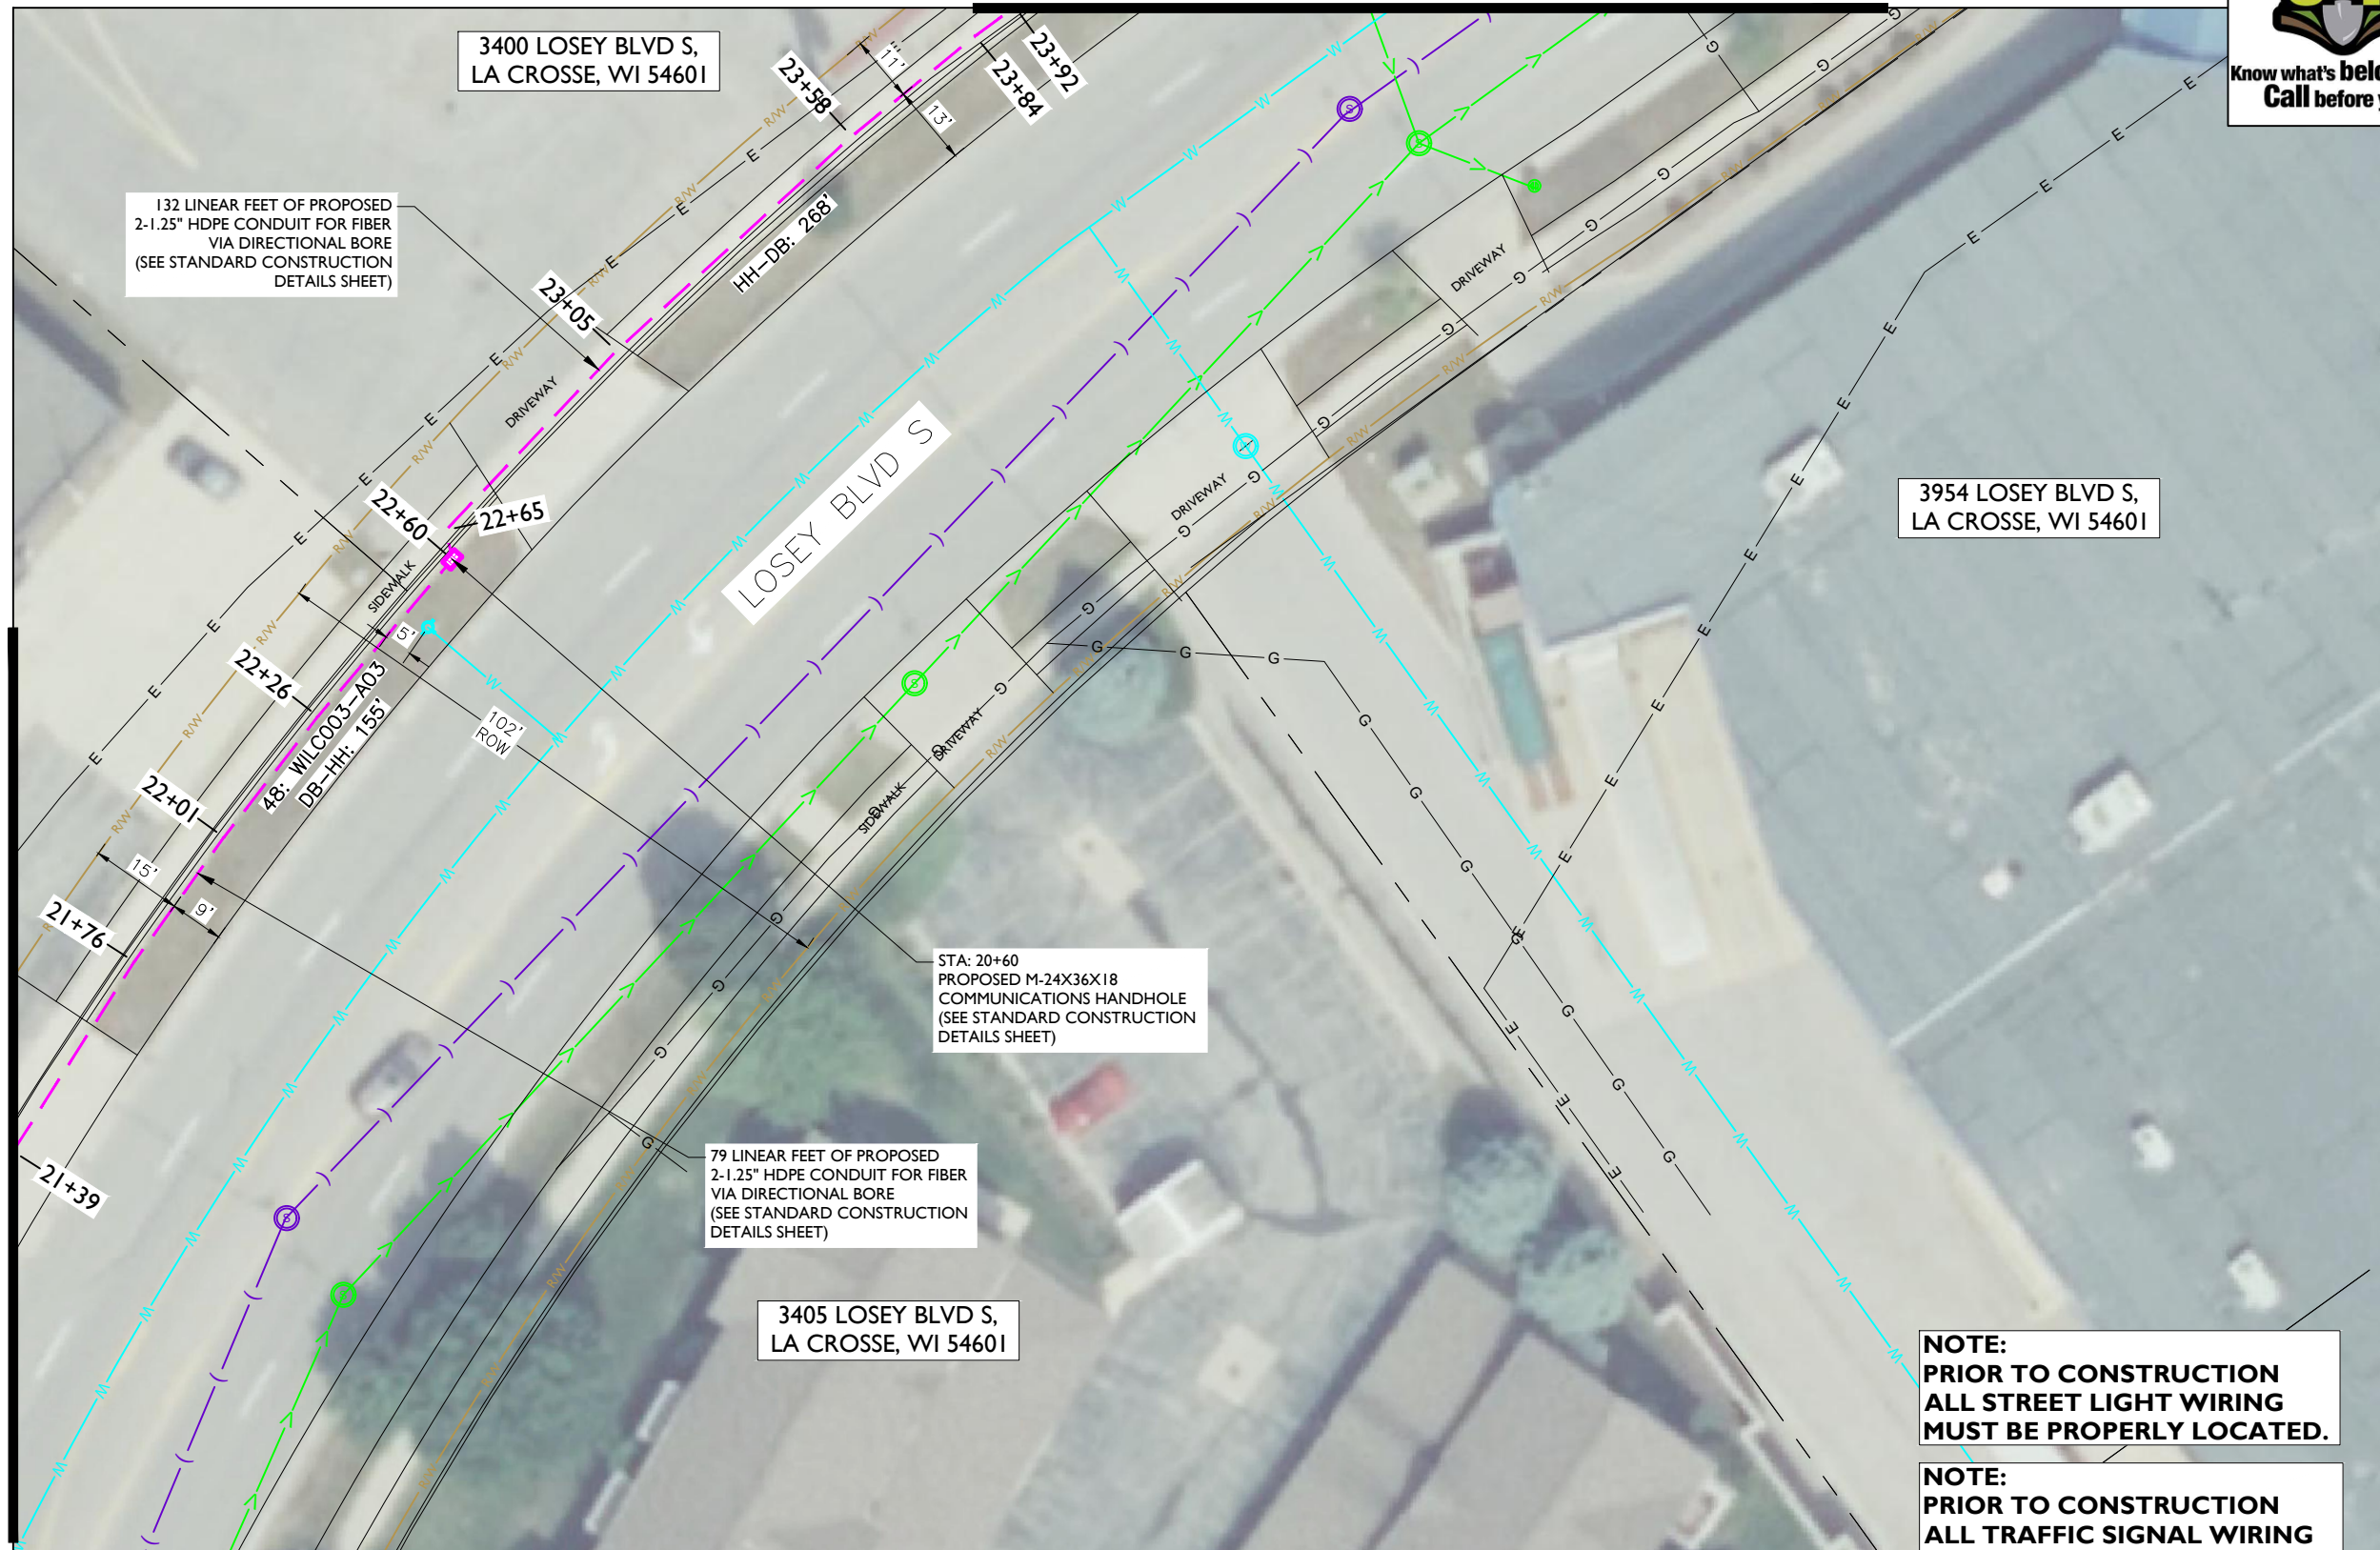 3400 LOSEY BLVD S,
LA CROSSE, WI 54601
Know what's
Call before
132 LINEAR FEET OF PROPOSED
2-1.25" HDPE CONDUIT FOR FIBER
VIA DIRECTIONAL BORE
(SEE STANDARD CONSTRUCTION
DETAILS SHEET)
11'
13'
23+92
23+84
23+58
HH-DB: 268'
23+05
DRIVEWAY
22+65
22+60
SIDEWALK
5'
22+26
48: WILC003-A03
DB-HH: 155'
22+01
15'
9'
21+76
21+39
102'
ROW
LOSEY BLVD S
DRIVEWAY
DRIVEWAY
DRIVEWAY
SIDEWALK
3954 LOSEY BLVD S,
LA CROSSE, WI 54601
STA: 20+60
PROPOSED M-24X36X18
COMMUNICATIONS HANDHOLE
(SEE STANDARD CONSTRUCTION
DETAILS SHEET)
79 LINEAR FEET OF PROPOSED
2-1.25" HDPE CONDUIT FOR FIBER
VIA DIRECTIONAL BORE
(SEE STANDARD CONSTRUCTION
DETAILS SHEET)
3405 LOSEY BLVD S,
LA CROSSE, WI 54601
NOTE:
PRIOR TO CONSTRUCTION
ALL STREET LIGHT WIRING
MUST BE PROPERLY LOCATED.
NOTE:
PRIOR TO CONSTRUCTION
ALL TRAFFIC SIGNAL WIRING